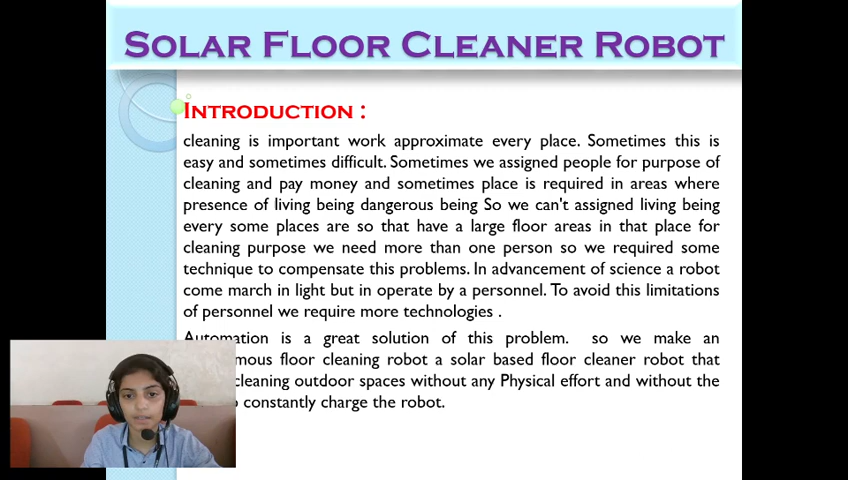 SOLAR FLOOR CLEANER ROBOT
INTRODUCTION :
cleaning is important work approximate every place. Sometimes this is
easy and sometimes difficult. Sometimes we assigned people for purpose of
cleaning and pay money and sometimes place is required in areas where
presence of living being dangerous being So we can't assigned living being
every some places are so that have a large floor areas in that place for
cleaning purpose we need more than one person so we required some
technique to compensate this problems. In advancement of science a robot
come march in light but in operate by a personnel. To avoid this limitations
of personnel we require more technologies .
Automation is a great solution of this problem. so we make an
floor cleaning robot a solar based floor cleaner robot that
cleaning outdoor spaces without any Physical effort and without the
constantly charge the robot.